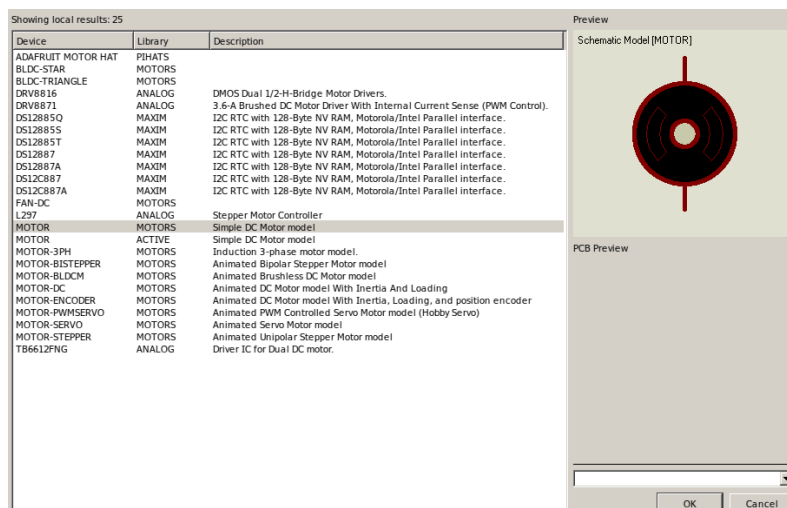 Showing local results: 25
Preview
Device Library Description
Schematic Model [MOTOR]
ADAFRUIT MOTOR HAT PIHATS
BLDC-STAR MOTORS
BLDC-TRIANGLE MOTORS
DRV8816 ANALOG DMOS Dual 1/2-H-Bridge Motor Drivers.
DRV8871 ANALOG 3.6-A Brushed DC Motor Driver With Internal Current Sense (PWM Control).
DS12885Q MAXIM I2C RTC with 128-Byte NV RAM, Motorola/Intel Parallel interface.
DS12885S MAXIM I2C RTC with 128-Byte NV RAM, Motorola/Intel Parallel interface.
DS12885T MAXIM I2C RTC with 128-Byte NV RAM, Motorola/Intel Parallel interface.
DS12887 MAXIM I2C RTC with 128-Byte NV RAM, Motorola/Intel Parallel interface.
DS12887A MAXIM I2C RTC with 128-Byte NV RAM, Motorola/Intel Parallel interface.
DS12C887 MAXIM I2C RTC with 128-Byte NV RAM, Motorola/Intel Parallel interface.
DS12C887A MAXIM I2C RTC with 128-Byte NV RAM, Motorola/Intel Parallel interface.
FAN-DC MOTORS
L297 ANALOG Stepper Motor Controller
MOTOR MOTORS Simple DC Motor model
MOTOR ACTIVE Simple DC Motor model
MOTOR-3PH MOTORS Induction 3-phase motor model.
PCB Preview
MOTOR-BISTEPPER MOTORS Animated Bipolar Stepper Motor model
MOTOR-BLDCM MOTORS Animated Brushless DC Motor model
MOTOR-DC MOTORS Animated DC Motor model With Inertia And Loading
MOTOR-ENCODER MOTORS Animated DC Motor model With Inertia, Loading, and position encoder
MOTOR-PWMSERVO MOTORS Animated PWM Controlled Servo Motor model (Hobby Servo)
MOTOR-SERVO MOTORS Animated Servo Motor model
MOTOR-STEPPER MOTORS Animated Unipolar Stepper Motor model
TB6612FNG ANALOG Driver IC for Dual DC motor.
OK Cancel